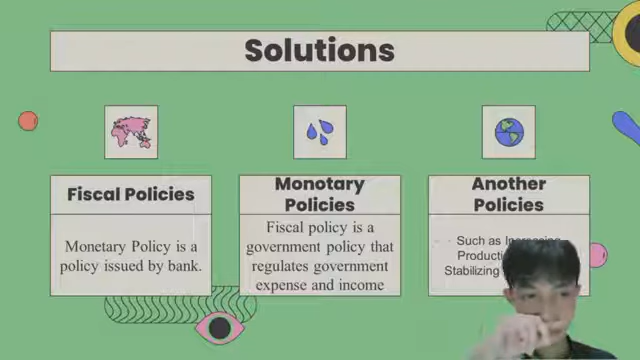 Solutions
Fiscal Policies
Monetary Policy is a
policy issued by bank.
Monotary
Policies
Fiscal policy is a
government policy that
regulates government
expense and income
Another
Policies
Such as Increasing
Stabilizing